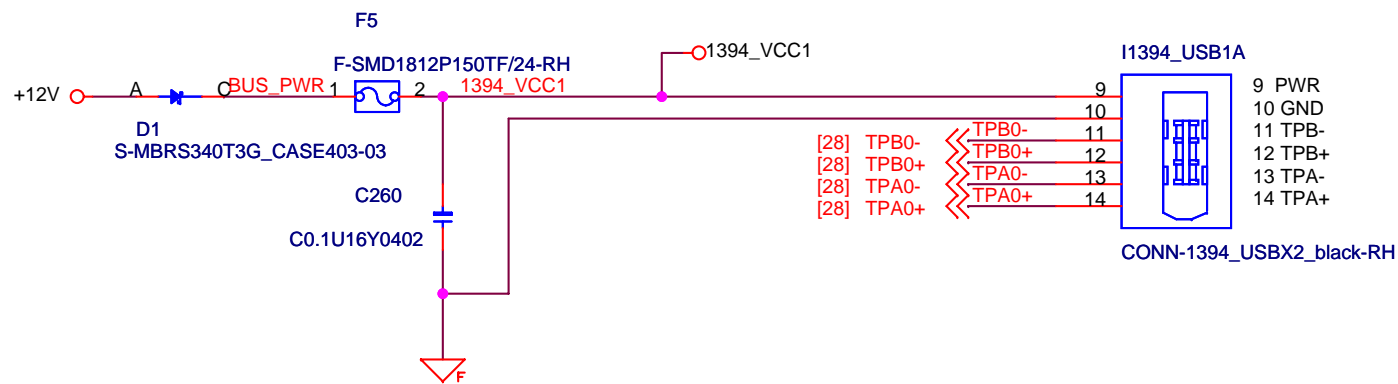 F5
F-SMD1812P150TF/24-RH
1394_VCC1
I1394_USB1A
+12V
A
C
BUS_PWR
1
2
1394_VCC1
9
9 PWR
10
10 GND
D1
S-MBRS340T3G_CASE403-03
[28] TPB0-
TPB0-
11
11 TPB-
[28] TPB0+
TPB0+
12
12 TPB+
[28] TPA0-
TPA0-
13
13 TPA-
[28] TPA0+
TPA0+
14
14 TPA+
C260
C0.1U16Y0402
CONN-1394_USBX2_black-RH
F